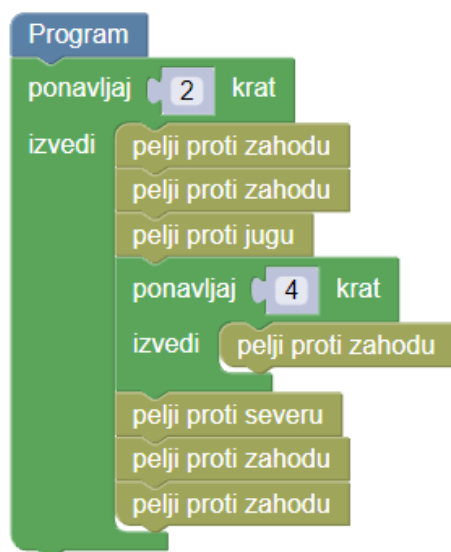 Program
ponavljaj 2 krat
izvedi pelji proti zahodu
pelji proti zahodu
pelji proti jugu
ponavljaj 4 krat
izvedi pelji proti zahodu
pelji proti severu
pelji proti zahodu
pelji proti zahodu